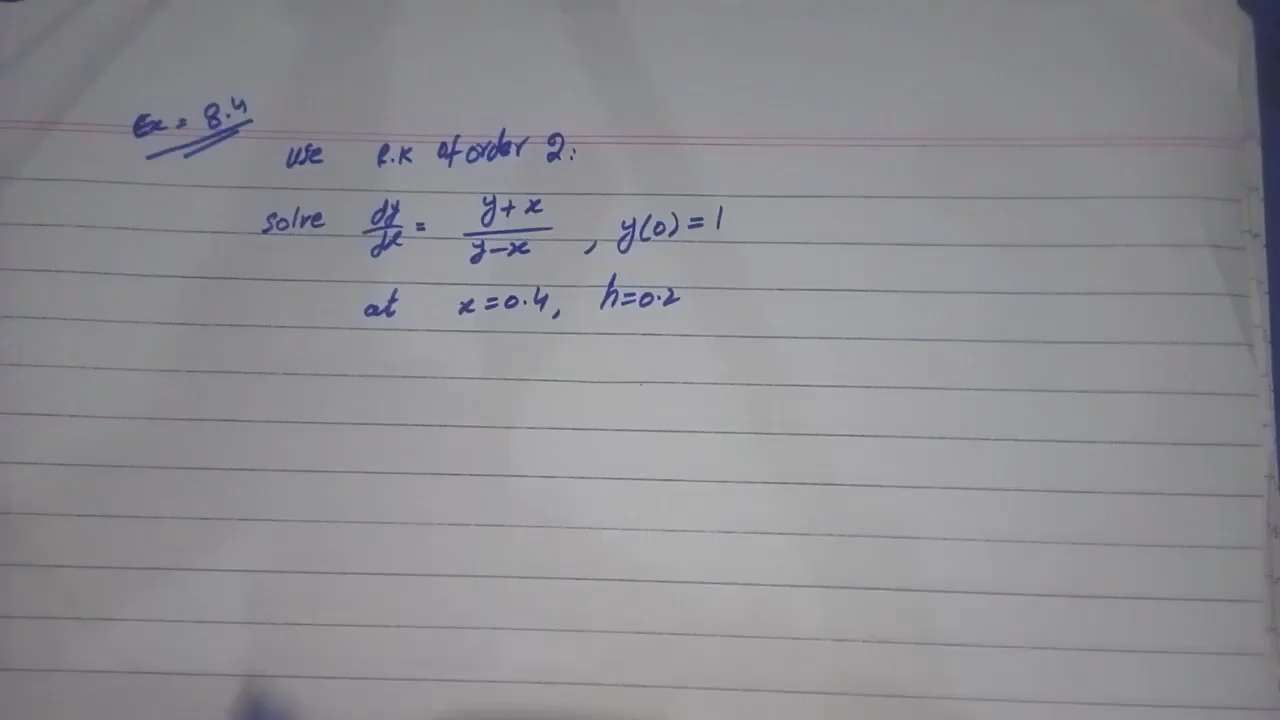 Ex = 8.4
use R.K of order 2:
solve dy/dx = y+x/y-x , y(0)=1
at x=0.4, h=0.2